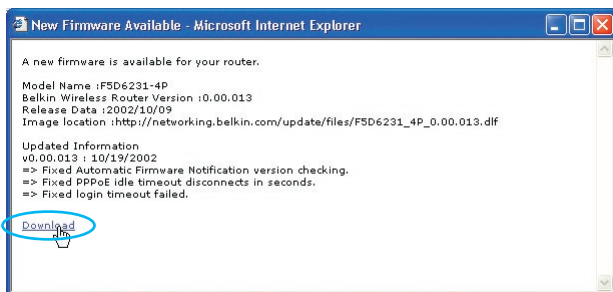 New Firmware Available - Microsoft Internet Explorer
A new firmware is available for your router.
Model Name :F5D6231-4P
Belkin Wireless Router Version :0.00.013
Release Data :2002/10/09
Image location :http://networking.belkin.com/update/files/F5D6231_4P_0.00.013.dlf
Updated Information
v0.00.013 : 10/19/2002
=> Fixed Automatic Firmware Notification version checking.
=> Fixed PPPoE idle timeout disconnects in seconds.
=> Fixed login timeout failed.
Download